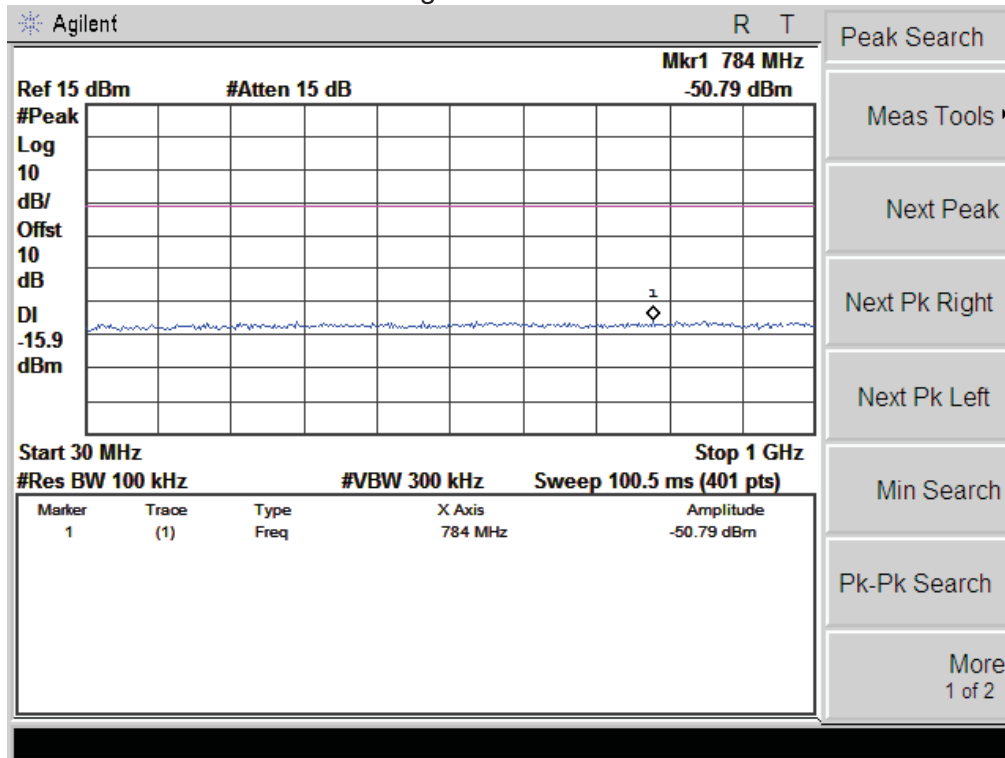 Agilent R T
Mkr1 784 MHz
Ref 15 dBm #Atten 15 dB -50.79 dBm
#Peak
Log
10
dB/
Offst
10
dB
DI
-15.9
dBm
1
Start 30 MHz Stop 1 GHz
#Res BW 100 kHz #VBW 300 kHz Sweep 100.5 ms (401 pts)
Marker Trace Type X Axis Amplitude
1 (1) Freq 784 MHz -50.79 dBm
Peak Search
Meas Tools
Next Peak
Next Pk Right
Next Pk Left
Min Search
Pk-Pk Search
More
1 of 2